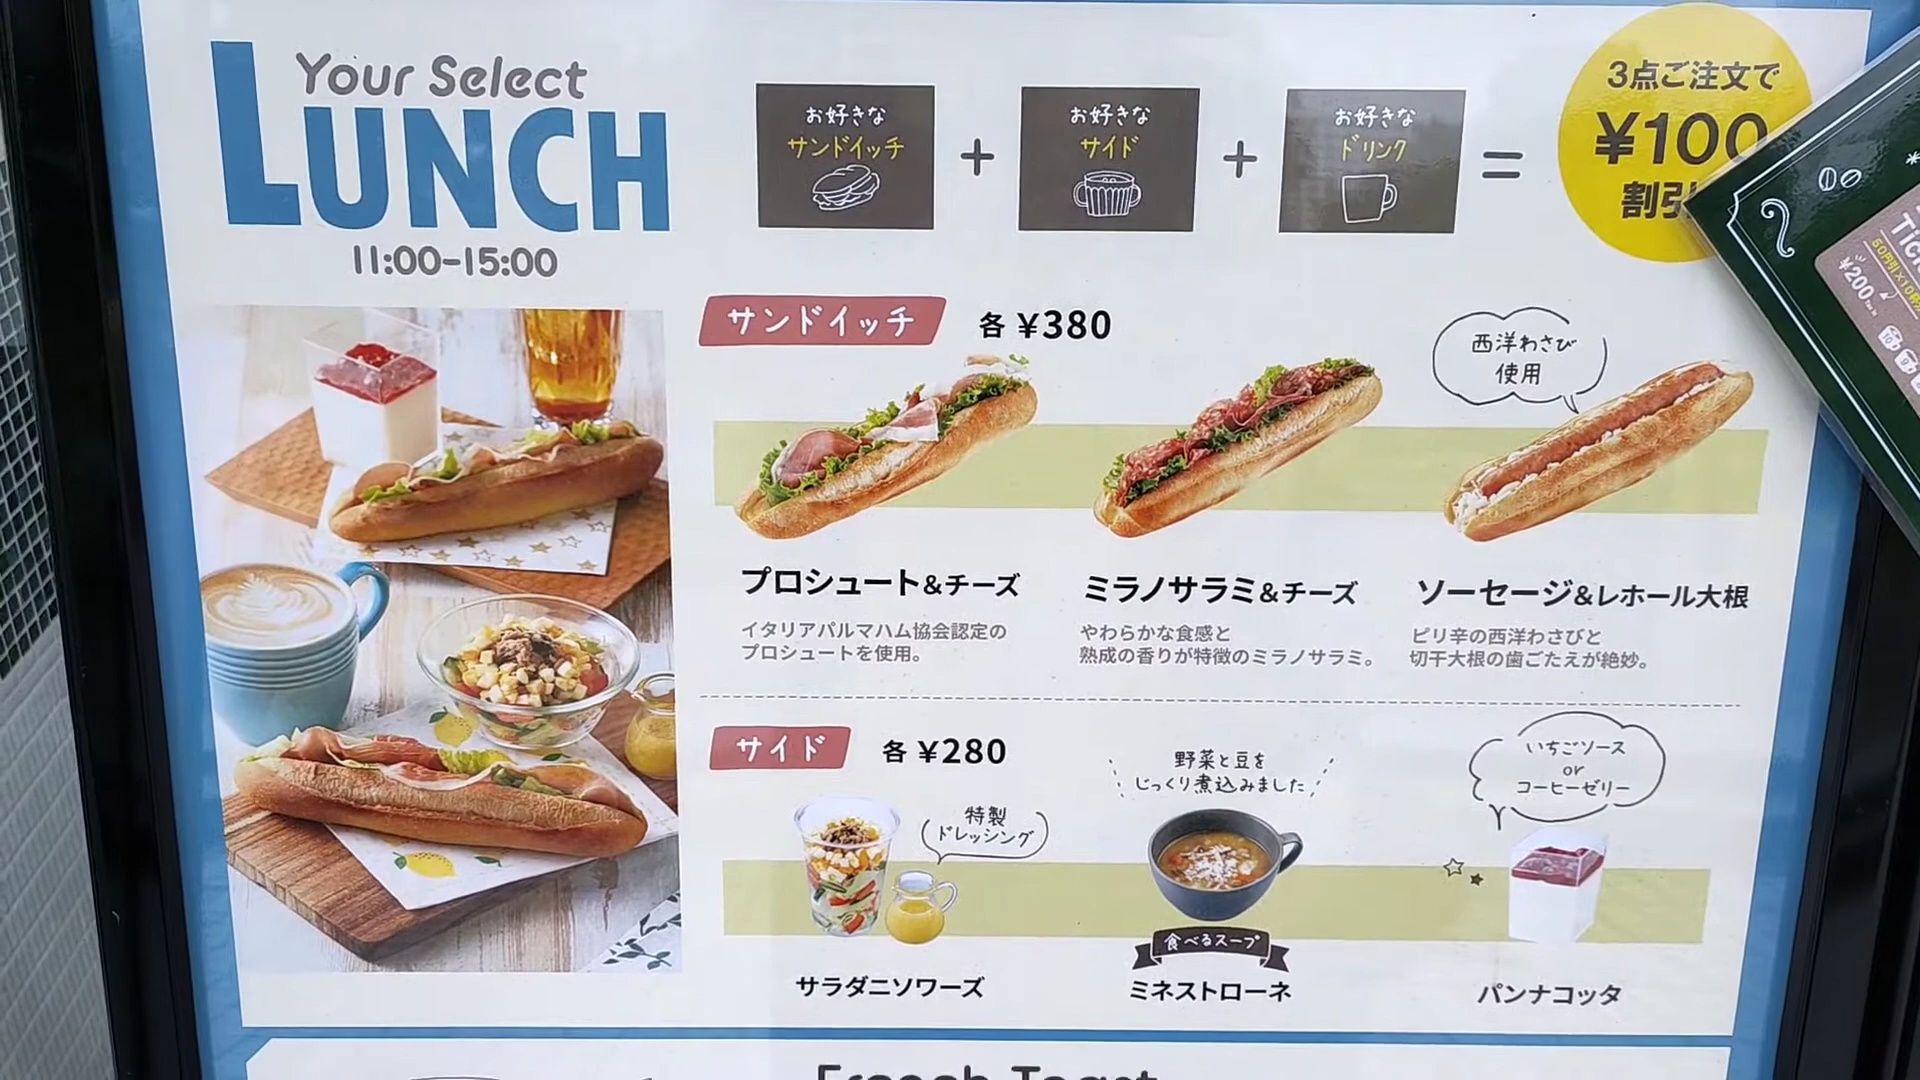 Your Select
LUNCH
11:00-15:00
お好きな
サンドイッチ
+
お好きな
サイド
+
お好きな
ドリンク
=
3点ご注文で
¥100
割引
サンドイッチ 各 ¥380
西洋わさび
使用
プロシュート&チーズ
イタリアパルマハム協会認定の
プロシュートを使用。
ミラノサラミ&チーズ
やわらかな食感と
熟成の香りが特徴のミラノサラミ。
ソーセージ&レホール大根
ピリ辛の西洋わさびと
切干大根の歯ごたえが絶妙。
サイド 各 ¥280
特製
ドレッシング
野菜と豆を
じっくり煮込みました
いちごソース
or
コーヒーゼリー
食べるスープ
サラダニソワーズ
ミネストローネ
パンナコッタ
French Toast
¥200